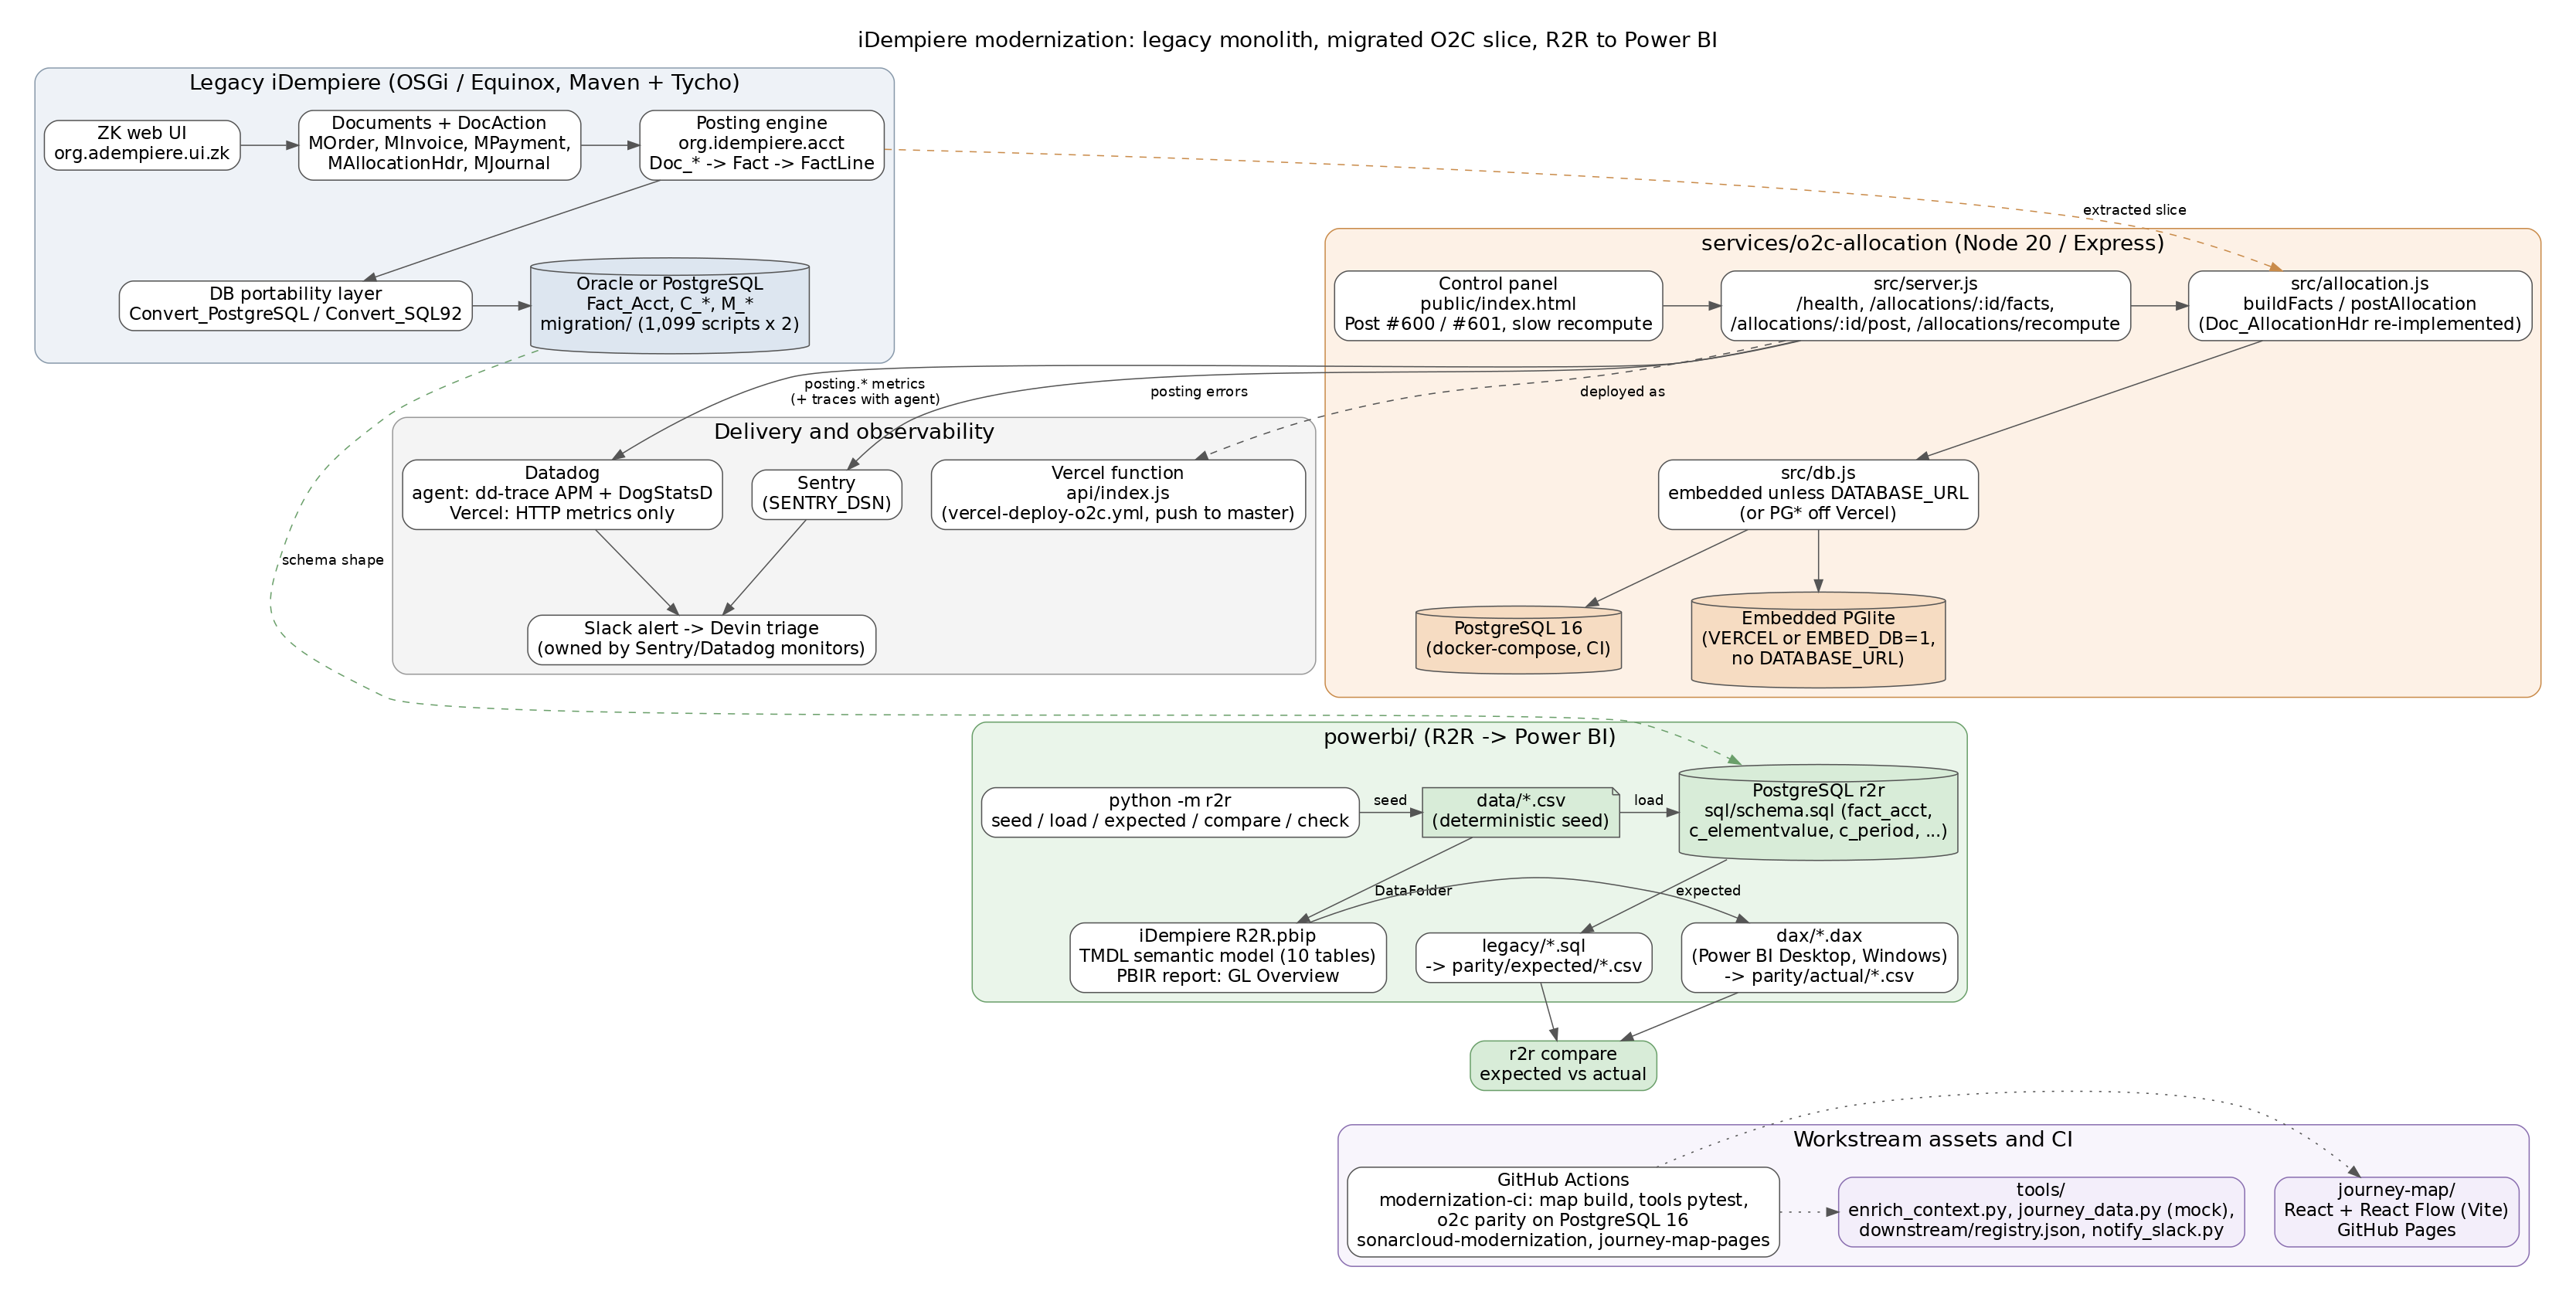 iDempiere modernization: legacy monolith, migrated O2C slice, R2R to Power BI
Legacy iDempiere (OSGi / Equinox, Maven + Tycho)
ZK web UI
org.adempiere.ui.zk
Documents + DocAction
MOrder, MInvoice, MPayment,
MAllocationHdr, MJournal
Posting engine
org.idempiere.acct
Doc_* -> Fact -> FactLine
DB portability layer
Convert_PostgreSQL / Convert_SQL92
Oracle or PostgreSQL
Fact_Acct, C_*, M_*
migration/ (1,099 scripts x 2)
extracted slice
services/o2c-allocation (Node 20 / Express)
Control panel
public/index.html
Post #600 / #601, slow recompute
src/server.js
/health, /allocations/:id/facts,
/allocations/:id/post, /allocations/recompute
src/allocation.js
buildFacts / postAllocation
(Doc_AllocationHdr re-implemented)
posting.* metrics
(+ traces with agent)
posting errors
deployed as
Delivery and observability
Datadog
agent: dd-trace APM + DogStatsD
Vercel: HTTP metrics only
Sentry
(SENTRY_DSN)
Vercel function
api/index.js
(vercel-deploy-o2c.yml, push to master)
Slack alert -> Devin triage
(owned by Sentry/Datadog monitors)
src/db.js
embedded unless DATABASE_URL
(or PG* off Vercel)
PostgreSQL 16
(docker-compose, CI)
Embedded PGlite
(VERCEL or EMBED_DB=1,
no DATABASE_URL)
schema shape
powerbi/ (R2R -> Power BI)
python -m r2r
seed / load / expected / compare / check
seed
data/*.csv
(deterministic seed)
load
PostgreSQL r2r
sql/schema.sql (fact_acct,
c_elementvalue, c_period, ...)
DataFolder
expected
iDempiere R2R.pbip
TMDL semantic model (10 tables)
PBIR report: GL Overview
legacy/*.sql
-> parity/expected/*.csv
dax/*.dax
(Power BI Desktop, Windows)
-> parity/actual/*.csv
r2r compare
expected vs actual
Workstream assets and CI
GitHub Actions
modernization-ci: map build, tools pytest,
o2c parity on PostgreSQL 16
sonarcloud-modernization, journey-map-pages
tools/
enrich_context.py, journey_data.py (mock),
downstream/registry.json, notify_slack.py
journey-map/
React + React Flow (Vite)
GitHub Pages